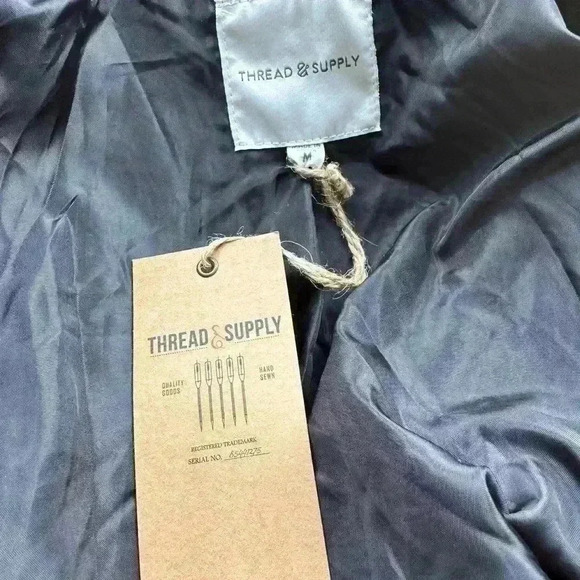 THREAD & SUPPLY
M
THREAD & SUPPLY
QUALITY GOODS
HAND SEWN
REGISTERED TRADEMARK
SERIAL NO.